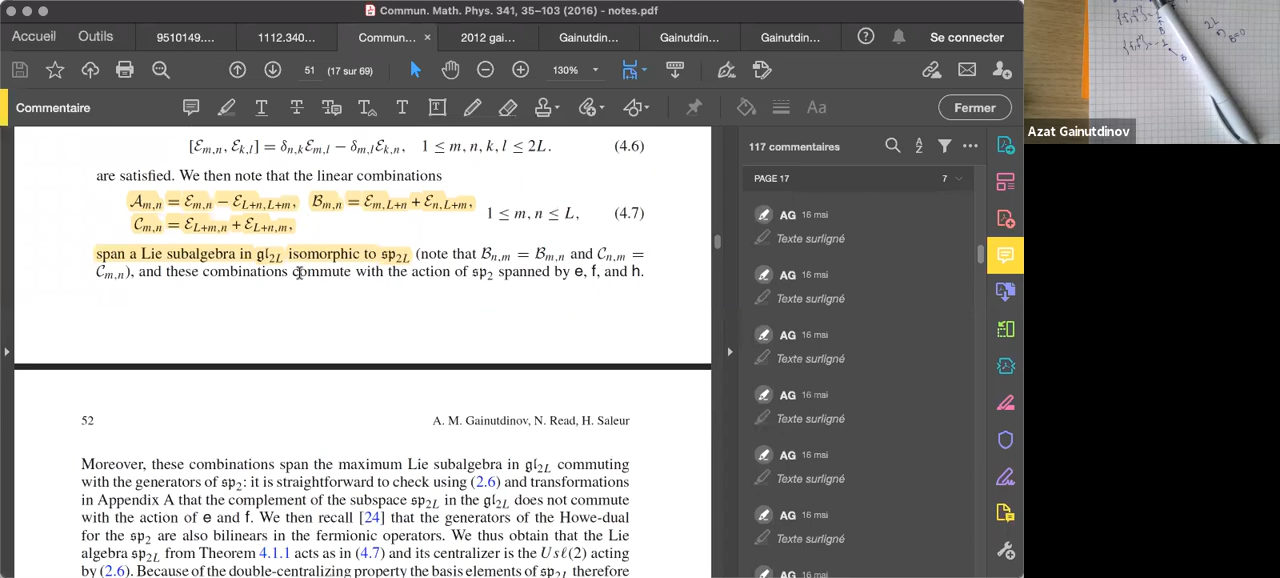 Commun. Math. Phys. 341, 35–103 (2016) - notes.pdf
Accueil Outils 9510149.... 1112.340... Commun... × 2012 gai... Gaïnutdinov... Gaïnutdinov... Gaïnutdinov... Se connecter
51 (17 sur 69) 130%
Commentaire Fermer
[ℰm,n, ℰk,l] = δn,kℰm,l − δm,lℰk,n, 1 ≤ m, n, k, l ≤ 2L. (4.6)
are satisfied. We then note that the linear combinations
𝒜m,n = ℰm,n − ℰL+n,L+m, ℬm,n = ℰm,L+n + ℰn,L+m,
1 ≤ m, n ≤ L, (4.7)
𝒞m,n = ℰL+m,n + ℰL+n,m,
span a Lie subalgebra in 𝔤𝔩2L isomorphic to 𝔰𝔭2L (note that ℬn,m = ℬm,n and 𝒞n,m =
𝒞m,n), and these combinations commute with the action of 𝔰𝔭2 spanned by e, f, and h.
52 A. M. Gainutdinov, N. Read, H. Saleur
Moreover, these combinations span the maximum Lie subalgebra in 𝔤𝔩2L commuting
with the generators of 𝔰𝔭2: it is straightforward to check using (2.6) and transformations
in Appendix A that the complement of the subspace 𝔰𝔭2L in the 𝔤𝔩2L does not commute
with the action of e and f. We then recall [24] that the generators of the Howe-dual
for the 𝔰𝔭2 are also bilinears in the fermionic operators. We thus obtain that the Lie
algebra 𝔰𝔭2L from Theorem 4.1.1 acts as in (4.7) and its centralizer is the Usℓ(2) acting
by (2.6). Because of the double-centralizing property the basis elements of 𝔰𝔭2L therefore
117 commentaires
PAGE 17 7
AG 16 mai
Texte surligné
AG 16 mai
Texte surligné
AG 16 mai
Texte surligné
AG 16 mai
Texte surligné
AG 16 mai
Texte surligné
AG 16 mai
Texte surligné
AG 16 mai
Azat Gainutdinov